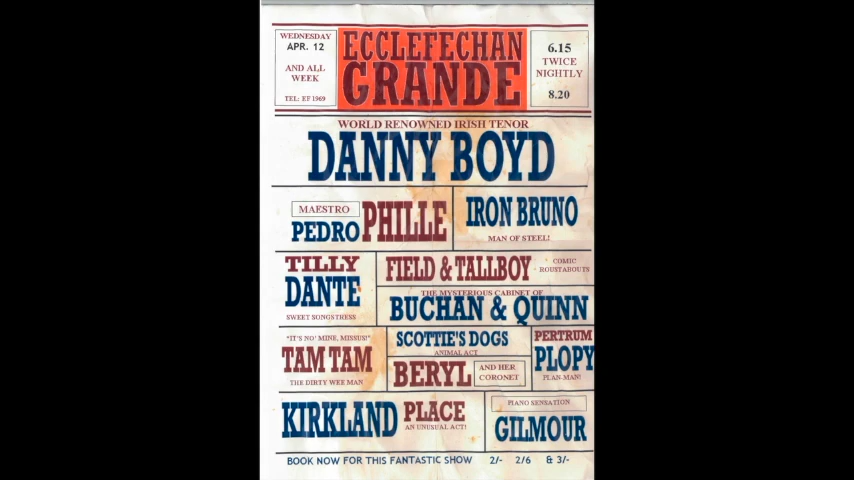 WEDNESDAY
APR. 12
AND ALL
WEEK
TEL: EF 1969
ECCLEFECHAN
GRANDE
6.15
TWICE
NIGHTLY
8.20
WORLD RENOWNED IRISH TENOR
DANNY BOYD
MAESTRO
PEDRO PHILLE
IRON BRUNO
MAN OF STEEL!
TILLY
DANTE
SWEET SONGSTRESS
FIELD & TALLBOY
COMIC
ROUSTABOUTS
THE MYSTERIOUS CABINET OF
BUCHAN & QUINN
"IT'S NO' MINE, MISSUS!"
TAM TAM
THE DIRTY WEE MAN
SCOTTIE'S DOGS
ANIMAL ACT
BERYL
AND HER
CORONET
PERTRUM
PLOPY
PLAN-MAN!
KIRKLAND PLACE
AN UNUSUAL ACT!
PIANO SENSATION
GILMOUR
BOOK NOW FOR THIS FANTASTIC SHOW 2/- 2/6 & 3/-